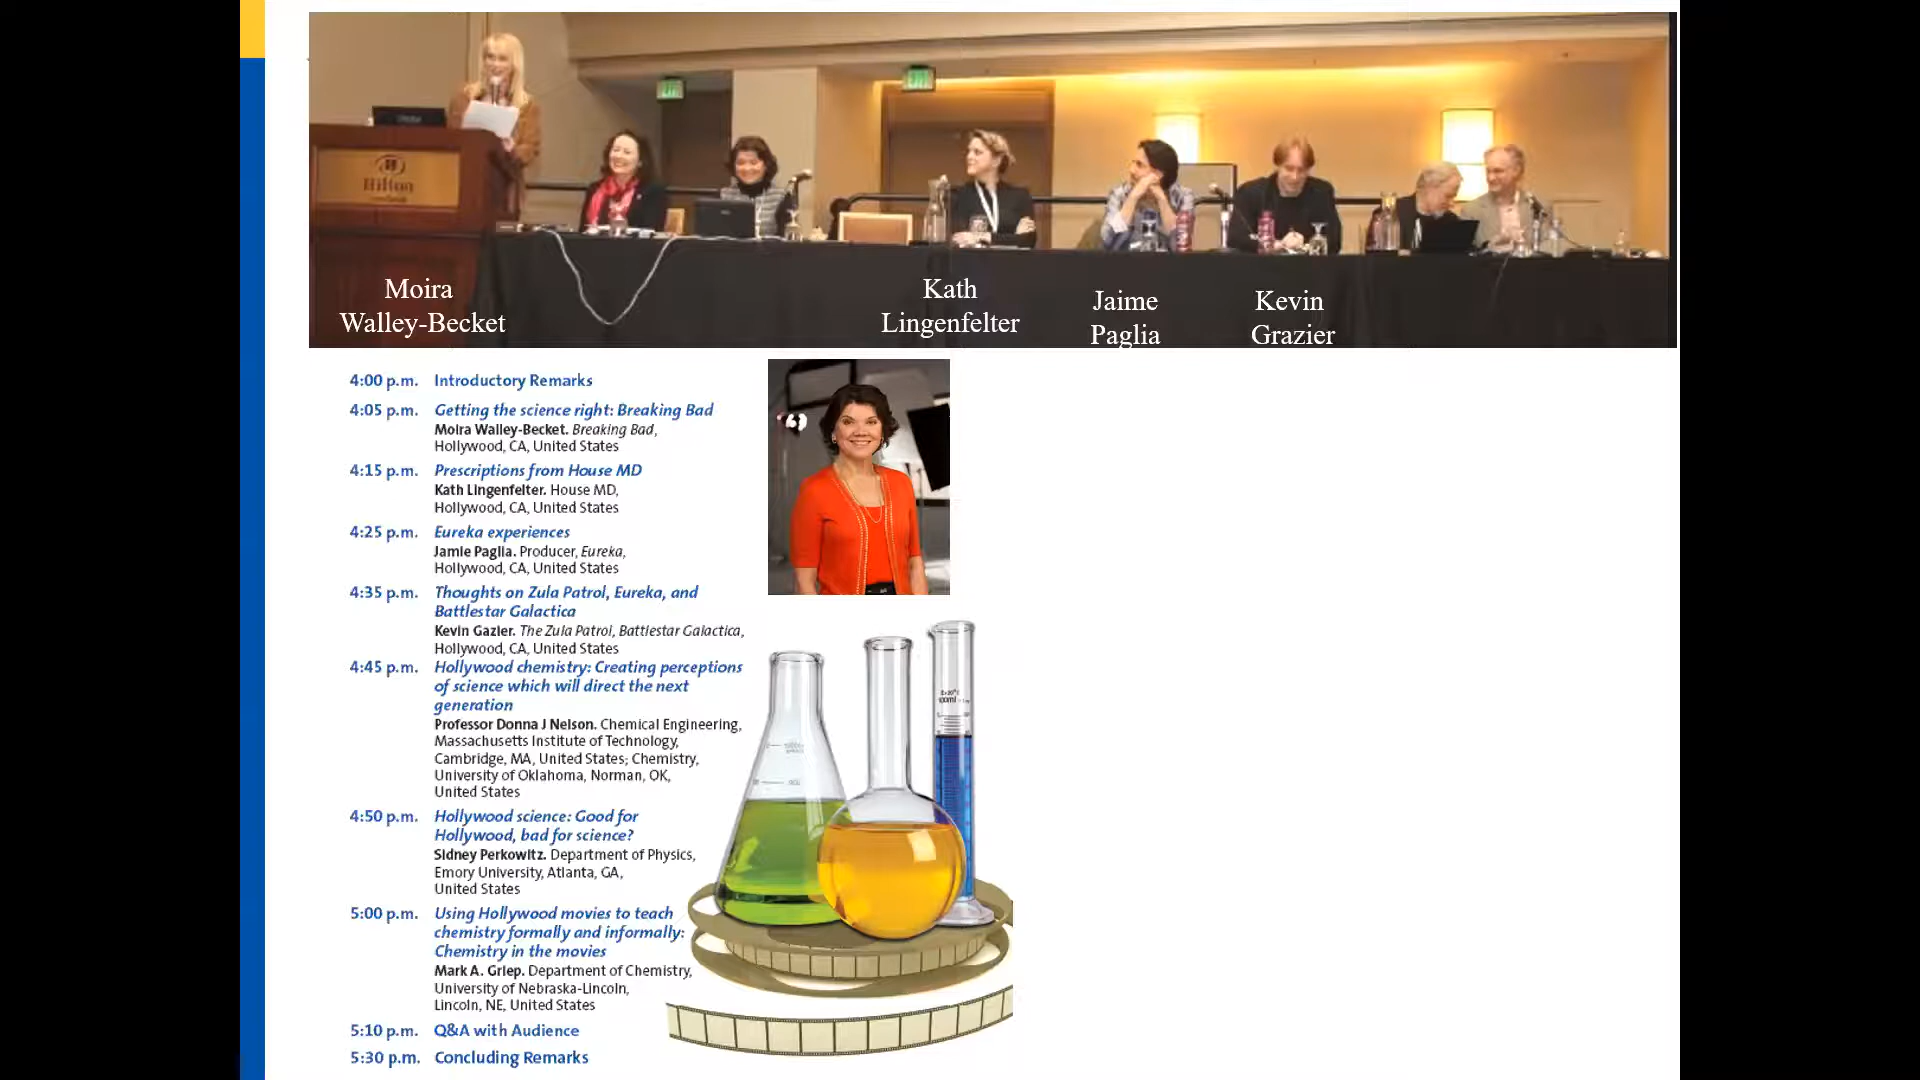 EXIT
EXIT
Hilton
Moira
Walley-Becket
Kath
Lingenfelter
Jaime
Paglia
Kevin
Grazier
4:00 p.m. Introductory Remarks
4:05 p.m. Getting the science right: Breaking Bad
Moira Walley-Becket. Breaking Bad,
Hollywood, CA, United States
4:15 p.m. Prescriptions from House MD
Kath Lingenfelter. House MD,
Hollywood, CA, United States
4:25 p.m. Eureka experiences
Jamie Paglia. Producer, Eureka,
Hollywood, CA, United States
4:35 p.m. Thoughts on Zula Patrol, Eureka, and
Battlestar Galactica
Kevin Gazier. The Zula Patrol, Battlestar Galactica,
Hollywood, CA, United States
4:45 p.m. Hollywood chemistry: Creating perceptions
of science which will direct the next
generation
Professor Donna J Nelson. Chemical Engineering,
Massachusetts Institute of Technology,
Cambridge, MA, United States; Chemistry,
University of Oklahoma, Norman, OK,
United States
4:50 p.m. Hollywood science: Good for
Hollywood, bad for science?
Sidney Perkowitz. Department of Physics,
Emory University, Atlanta, GA,
United States
5:00 p.m. Using Hollywood movies to teach
chemistry formally and informally:
Chemistry in the movies
Mark A. Griep. Department of Chemistry,
University of Nebraska-Lincoln,
Lincoln, NE, United States
5:10 p.m. Q&A with Audience
5:30 p.m. Concluding Remarks